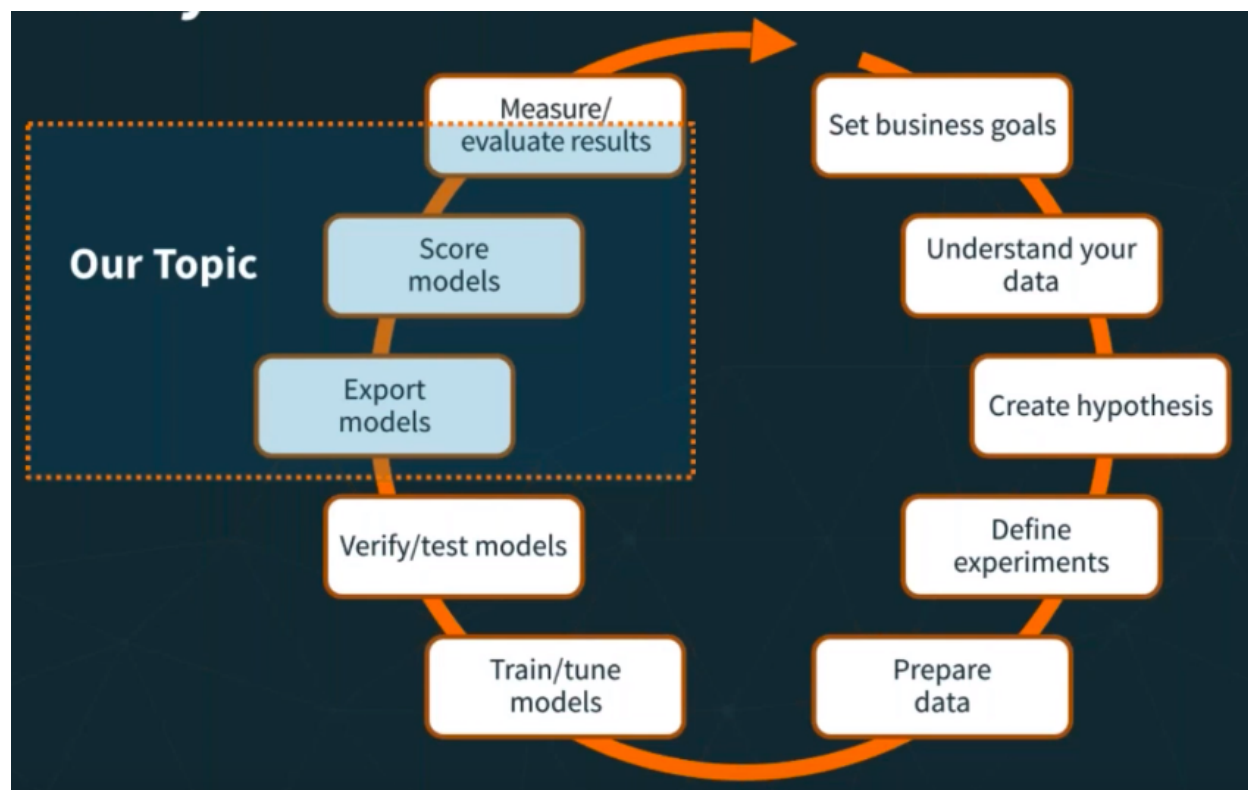 Measure/
evaluate results
Set business goals
Score
models
Understand your
data
Our Topic
Export
models
Create hypothesis
Verify/test models
Define
experiments
Train/tune
models
Prepare
data